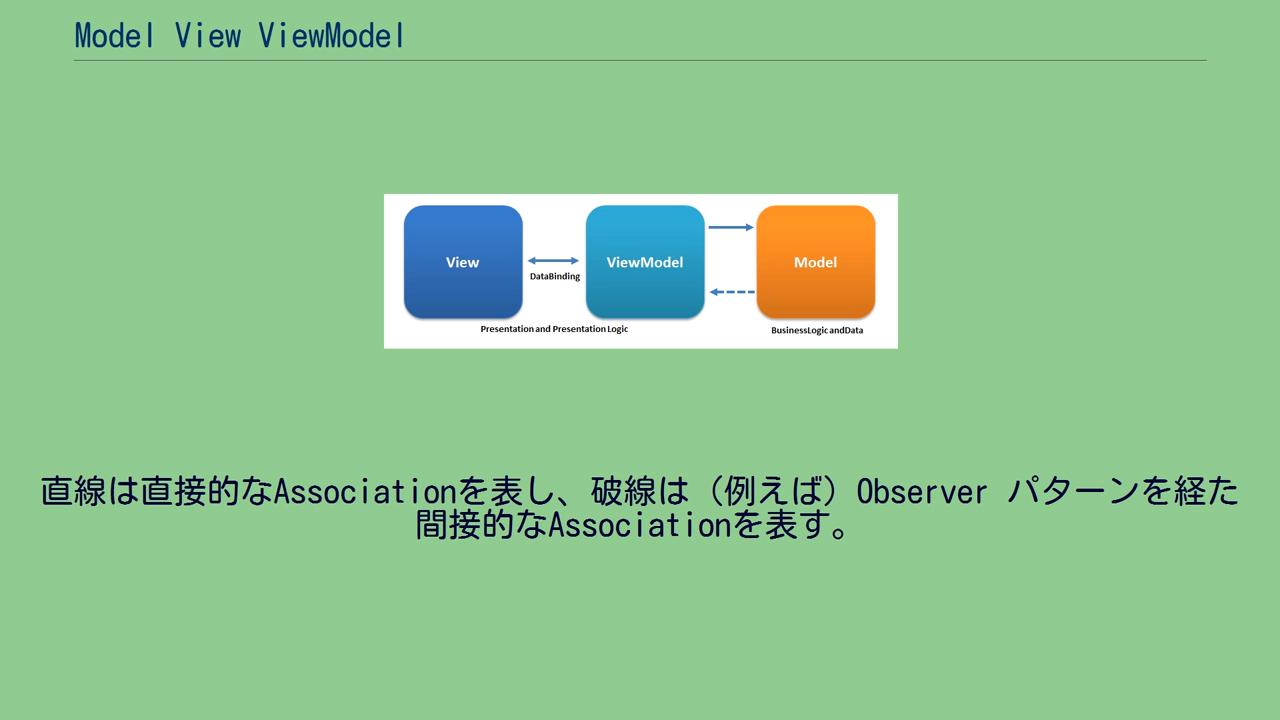 Model View ViewModel
View
ViewModel
Model
DataBinding
Presentation and Presentation Logic
BusinessLogic andData
直線は直接的なAssociationを表し、破線は（例えば）Observer パターンを経た
間接的なAssociationを表す。